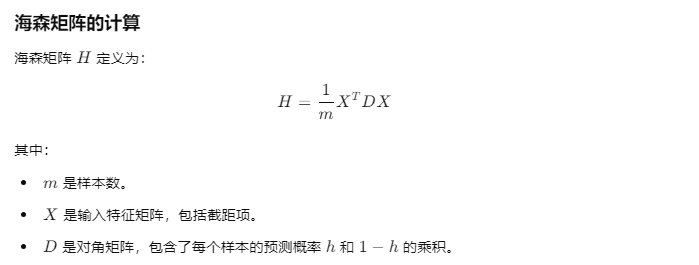 海森矩阵的计算
海森矩阵 H 定义为：
H = \frac{1}{m} X^T D X
其中：
• m 是样本数。
• X 是输入特征矩阵，包括截距项。
• D 是对角矩阵，包含了每个样本的预测概率 h 和 1 − h 的乘积。